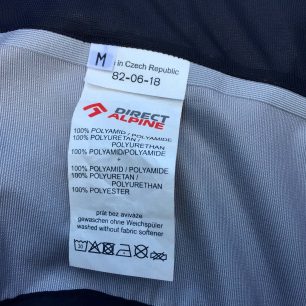 M
in Czech Republic
82-06-18
DIRECT
ALPINE
100% POLYAMID / POLYAMIDE
100% POLYURETAN /
/ POLYURETHAN
100% POLYAMID/POLYAMIDE
+
100% POLYAMID / POLYAMIDE
100% POLYURETAN /
/ POLYURETHAN
100% POLYESTER
prát bez aviváže
gewaschen ohne Weichspüler
washed without fabric softener